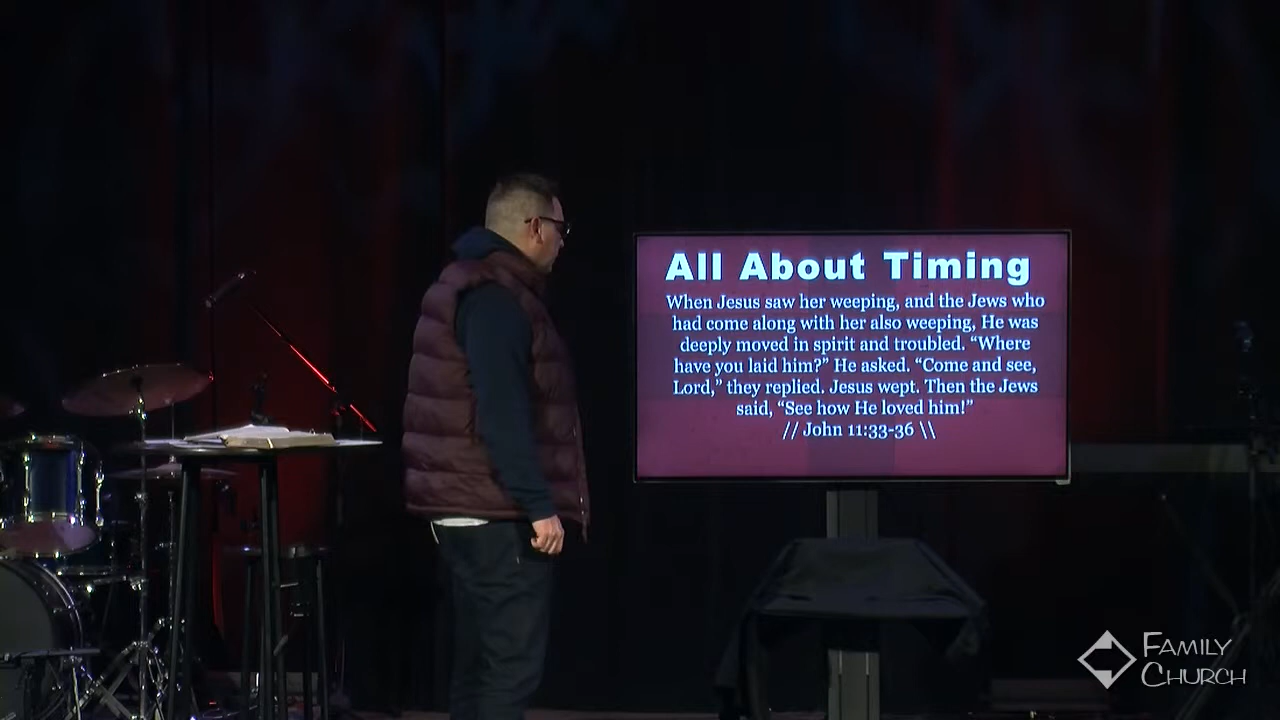 All About Timing
When Jesus saw her weeping, and the Jews who
had come along with her also weeping, He was
deeply moved in spirit and troubled. “Where
have you laid him?” He asked. “Come and see,
Lord,” they replied. Jesus wept. Then the Jews
said, “See how He loved him!”
// John 11:33-36 \\
Family
Church